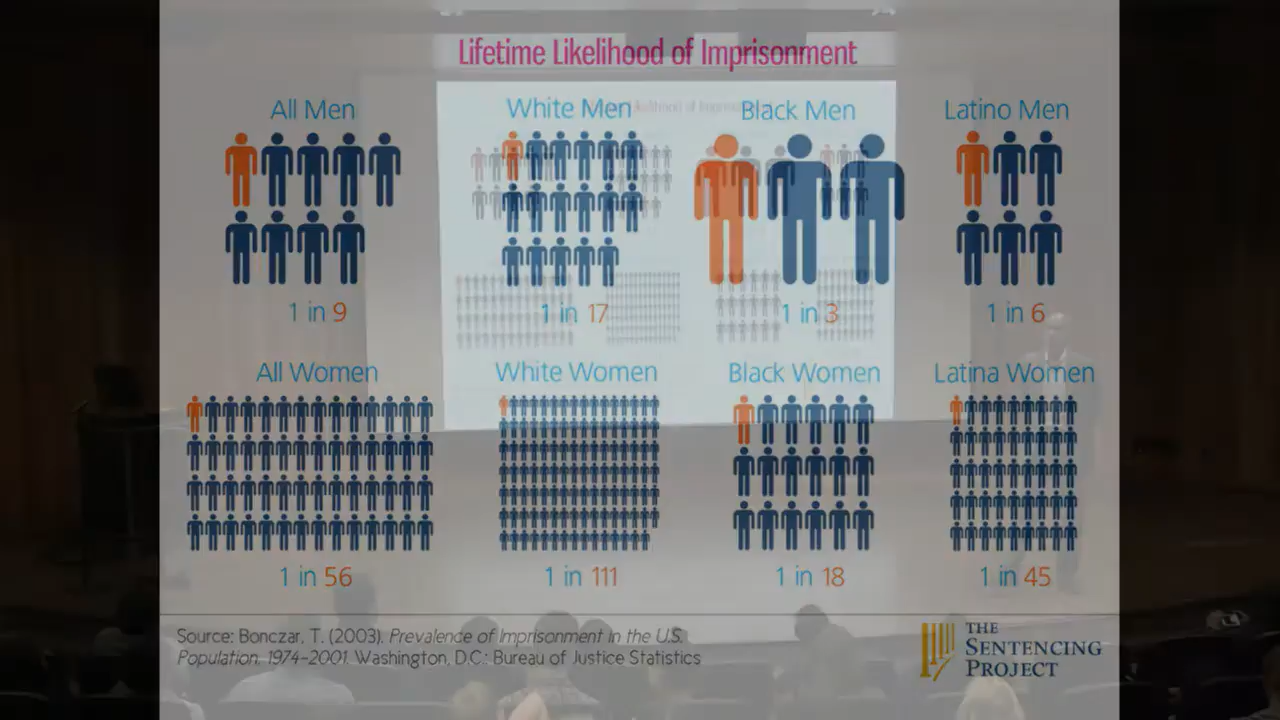 Lifetime Likelihood of Imprisonment
All Men
White Men
Black Men
Latino Men
1 in 9
1 in 17
1 in 3
1 in 6
All Women
White Women
Black Women
Latina Women
1 in 56
1 in 111
1 in 18
1 in 45
Source: Bonczar, T. (2003). Prevalence of Imprisonment in the U.S.
Population, 1974–2001. Washington, D.C.: Bureau of Justice Statistics
THE
SENTENCING
PROJECT